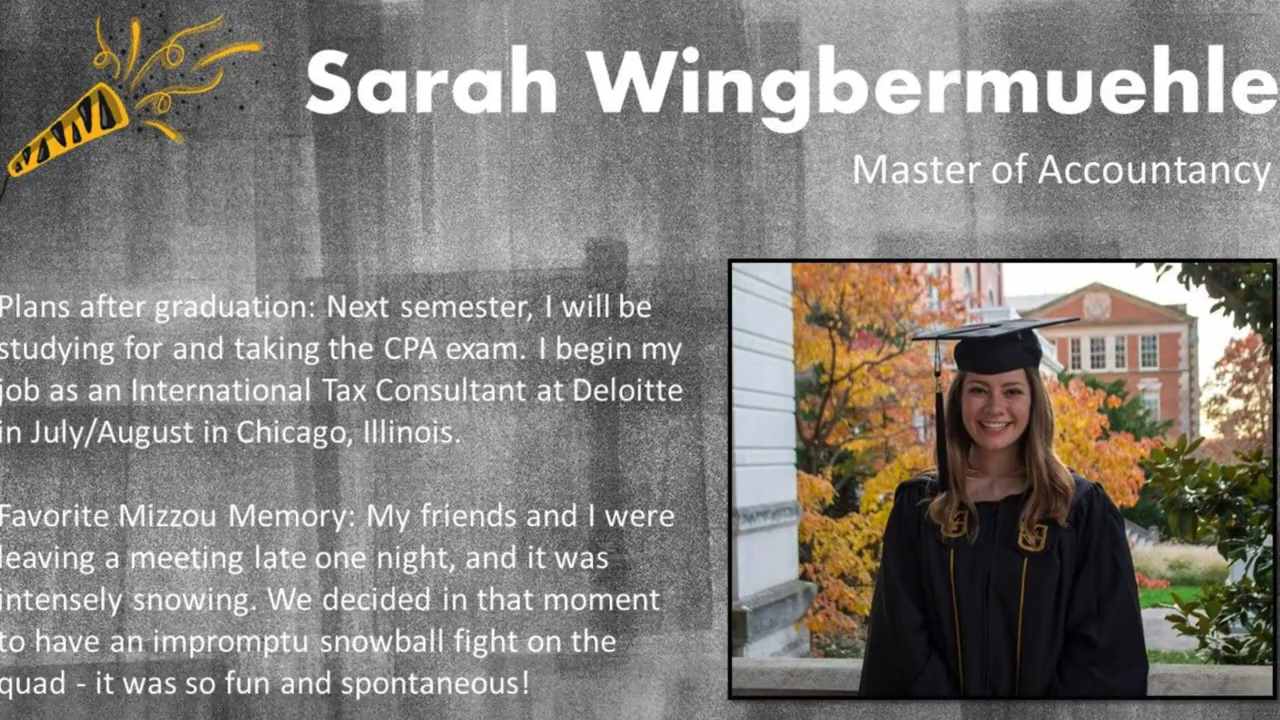 Sarah Wingbermuehle
Master of Accountancy
Plans after graduation: Next semester, I will be
studying for and taking the CPA exam. I begin my
job as an International Tax Consultant at Deloitte
in July/August in Chicago, Illinois.
Favorite Mizzou Memory: My friends and I were
leaving a meeting late one night, and it was
intensely snowing. We decided in that moment
to have an impromptu snowball fight on the
quad - it was so fun and spontaneous!